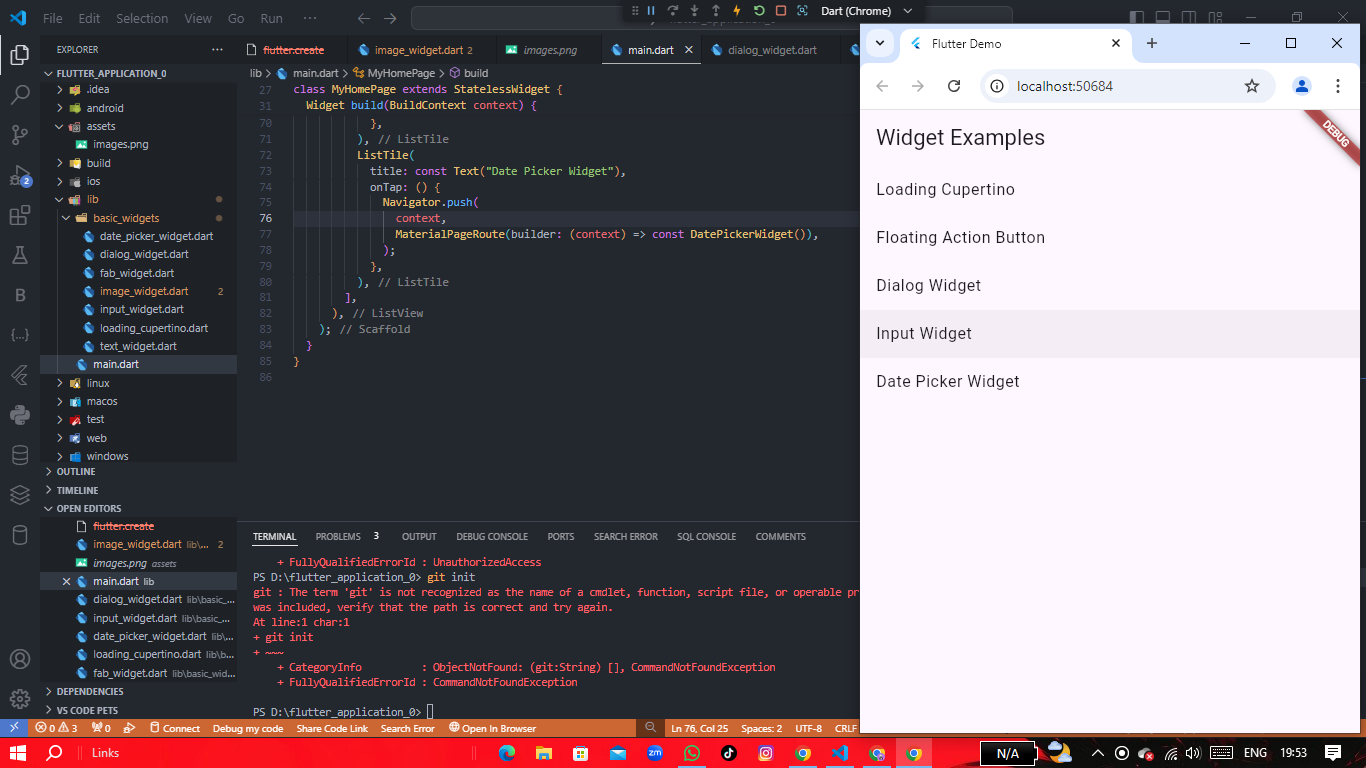 File Edit Selection View Go Run ···
Dart (Chrome)
EXPLORER
FLUTTER_APPLICATION_0
.idea
android
assets
images.png
build
ios
lib
basic_widgets
date_picker_widget.dart
dialog_widget.dart
fab_widget.dart
image_widget.dart 2
input_widget.dart
loading_cupertino.dart
text_widget.dart
main.dart
linux
macos
test
web
windows
OUTLINE
TIMELINE
OPEN EDITORS
flutter.create
image_widget.dart lib\... 2
images.png assets
main.dart lib
dialog_widget.dart lib\basic_...
input_widget.dart lib\basic_...
date_picker_widget.dart lib\...
loading_cupertino.dart lib\b...
fab_widget.dart lib\basic_wid...
DEPENDENCIES
VS CODE PETS
2
flutter.create image_widget.dart 2 images.png main.dart dialog_widget.dart
lib > main.dart > MyHomePage > build
27 class MyHomePage extends StatelessWidget {
31 Widget build(BuildContext context) {
70 },
71 ), // ListTile
72 ListTile(
73 title: const Text("Date Picker Widget"),
74 onTap: () {
75 Navigator.push(
76 context,
77 MaterialPageRoute(builder: (context) => const DatePickerWidget()),
78 );
79 },
80 ), // ListTile
81 ],
82 ), // ListView
83 ); // Scaffold
84 }
85 }
86
TERMINAL PROBLEMS 3 OUTPUT DEBUG CONSOLE PORTS SEARCH ERROR SQL CONSOLE COMMENTS
+ FullyQualifiedErrorId : UnauthorizedAccess
PS D:\flutter_application_0> git init
git : The term 'git' is not recognized as the name of a cmdlet, function, script file, or operable pr
was included, verify that the path is correct and try again.
At line:1 char:1
+ git init
+ ~~~
+ CategoryInfo : ObjectNotFound: (git:String) [], CommandNotFoundException
+ FullyQualifiedErrorId : CommandNotFoundException
PS D:\flutter_application_0>
0 3 0 Connect Debug my code Share Code Link Search Error Open In Browser Ln 76, Col 25 Spaces: 2 UTF-8 CRLF
Flutter Demo
localhost:50684
DEBUG
Widget Examples
Loading Cupertino
Floating Action Button
Dialog Widget
Input Widget
Date Picker Widget
Links
zm
N/A
ENG 19:53